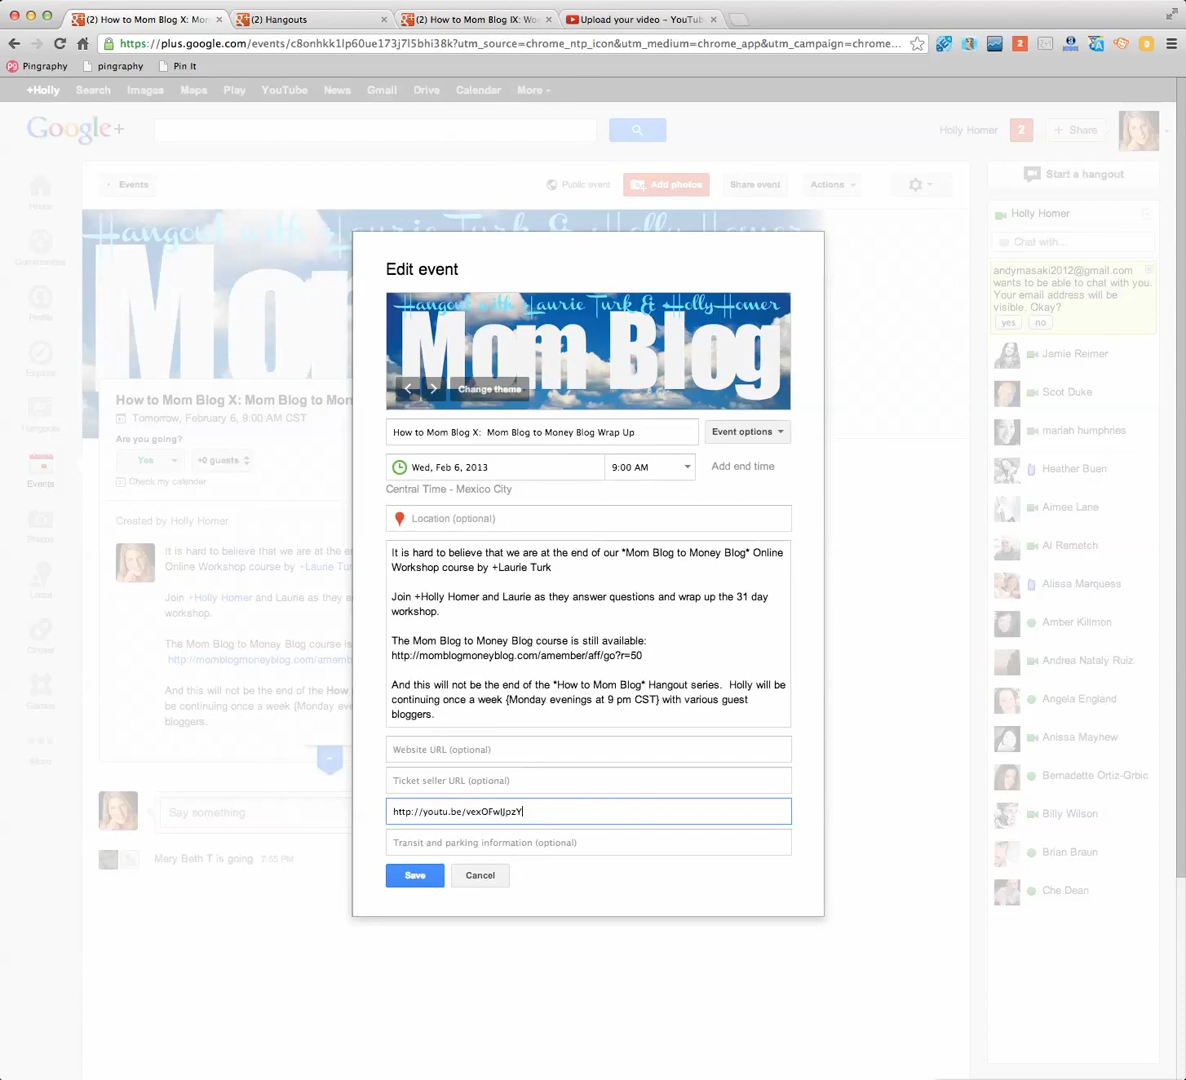 (2) How to Mom Blog X: Mom
(2) Hangouts
(2) How to Mom Blog IX: Wo
Upload your video – YouTub
https://plus.google.com/events/c8onhkk1lp60ue173j7l5bhi38k?utm_source=chrome_ntp_icon&utm_medium=chrome_app&utm_campaign=chrome...
Pingraphy
pingraphy
Pin It
+Holly
Search
Images
Maps
Play
YouTube
News
Gmail
Drive
Calendar
More
Google+
Holly Homer
2
+ Share
Events
Public event
Add photos
Share event
Actions
Start a hangout
Home
Communities
Profile
Explore
Hangouts
Events
Photos
Local
Circles
Games
More
Hangout with Laurie Turk & Holly Homer
Mo
How to Mom Blog X: Mom Blog to Mon
Tomorrow, February 6, 9:00 AM CST
Are you going?
Yes
+0 guests
Check my calendar
Created by Holly Homer
It is hard to believe that we are at the en
Online Workshop course by +Laurie Tu
Join +Holly Homer and Laurie as they a
workshop.
The Mom Blog to Money Blog course is
http://momblogmoneyblog.com/amemb
And this will not be the end of the How
be continuing once a week {Monday eve
bloggers.
Say something
Mary Beth T is going 7:55 PM
Edit event
Hangout with Laurie Turk & Holly Homer
Mom Blog
Change theme
How to Mom Blog X: Mom Blog to Money Blog Wrap Up
Event options
Wed, Feb 6, 2013
9:00 AM
Add end time
Central Time - Mexico City
Location (optional)
It is hard to believe that we are at the end of our *Mom Blog to Money Blog* Online
Workshop course by +Laurie Turk
Join +Holly Homer and Laurie as they answer questions and wrap up the 31 day
workshop.
The Mom Blog to Money Blog course is still available:
http://momblogmoneyblog.com/amember/aff/go?r=50
And this will not be the end of the *How to Mom Blog* Hangout series. Holly will be
continuing once a week {Monday evenings at 9 pm CST} with various guest
bloggers.
Website URL (optional)
Ticket seller URL (optional)
http://youtu.be/vexOFwIJpzY
Transit and parking information (optional)
Save
Cancel
Holly Homer
Chat with...
andymasaki2012@gmail.com
wants to be able to chat with you.
Your email address will be
visible. Okay?
yes
no
Jamie Reimer
Scot Duke
mariah humphries
Heather Buen
Aimee Lane
Al Remetch
Alissa Marquess
Amber Killmon
Andrea Nataly Ruiz
Angela England
Anissa Mayhew
Bernadette Ortiz-Grbic
Billy Wilson
Brian Braun
Che Dean